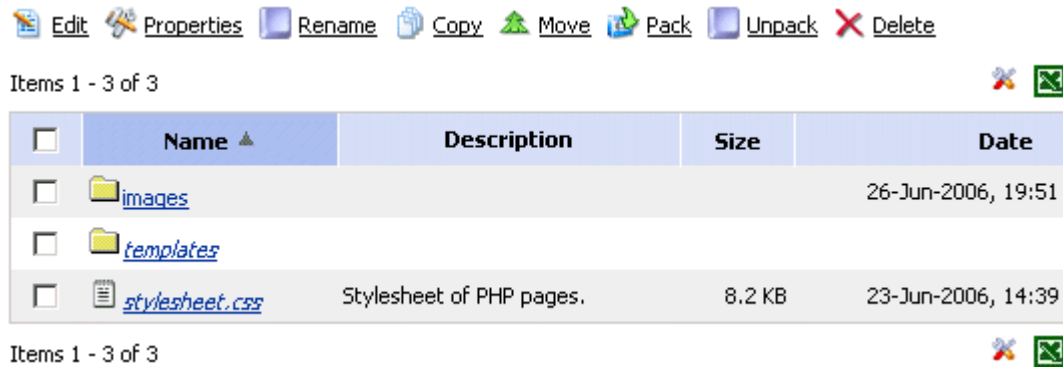 Edit Properties Rename Copy Move Pack Unpack Delete
Items 1 - 3 of 3
Name Description Size Date
images 26-Jun-2006, 19:51
templates
stylesheet.css Stylesheet of PHP pages. 8.2 KB 23-Jun-2006, 14:39
Items 1 - 3 of 3